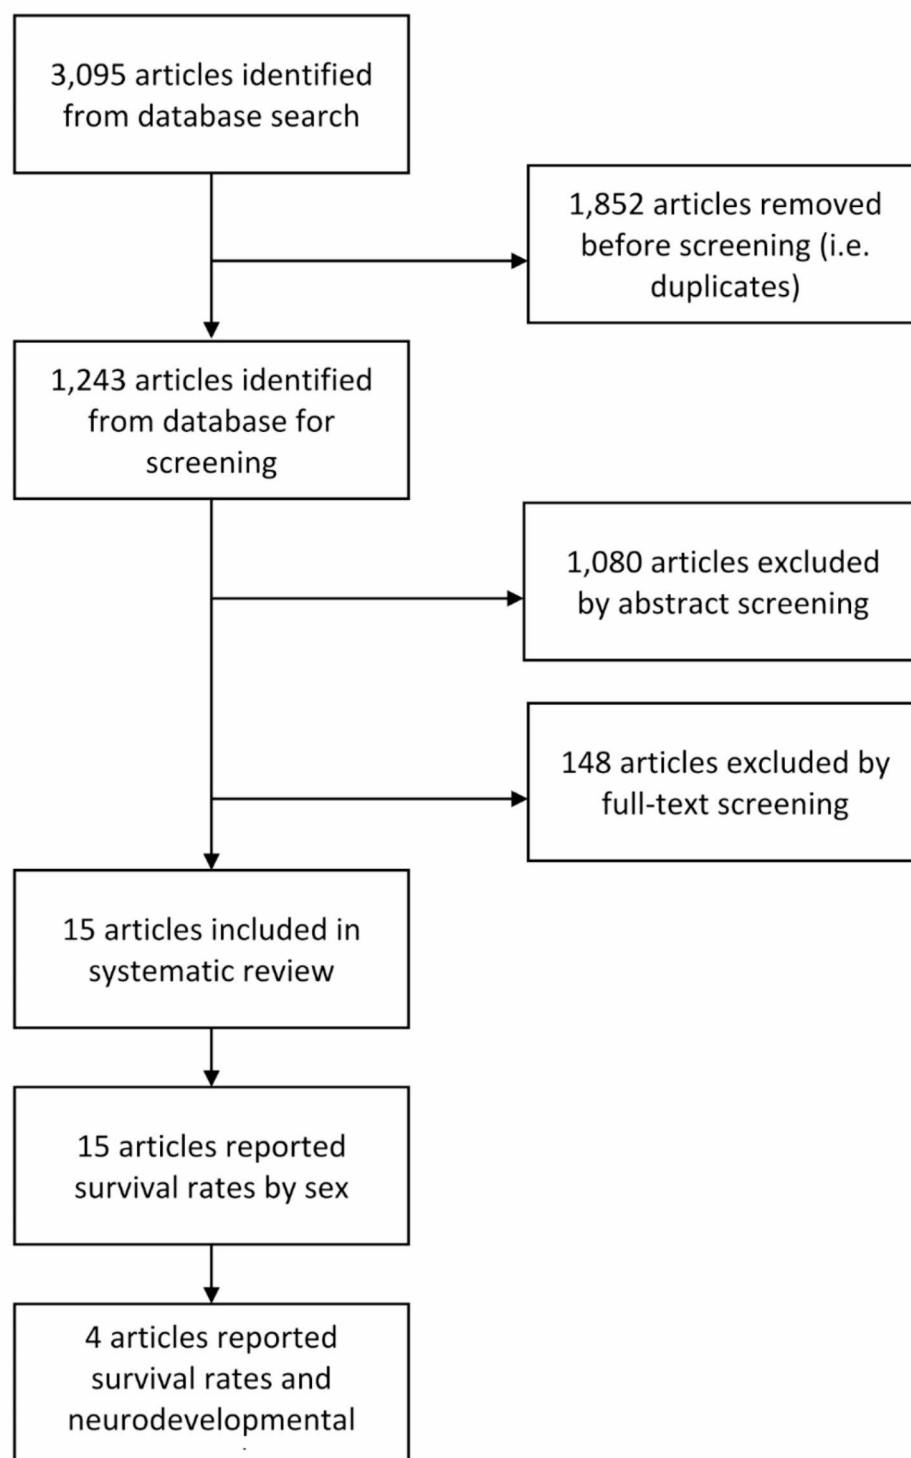 3,095 articles identified
from database search
1,852 articles removed
before screening (i.e.
duplicates)
1,243 articles identified
from database for
screening
1,080 articles excluded
by abstract screening
148 articles excluded by
full-text screening
15 articles included in
systematic review
15 articles reported
survival rates by sex
4 articles reported
survival rates and
neurodevelopmental